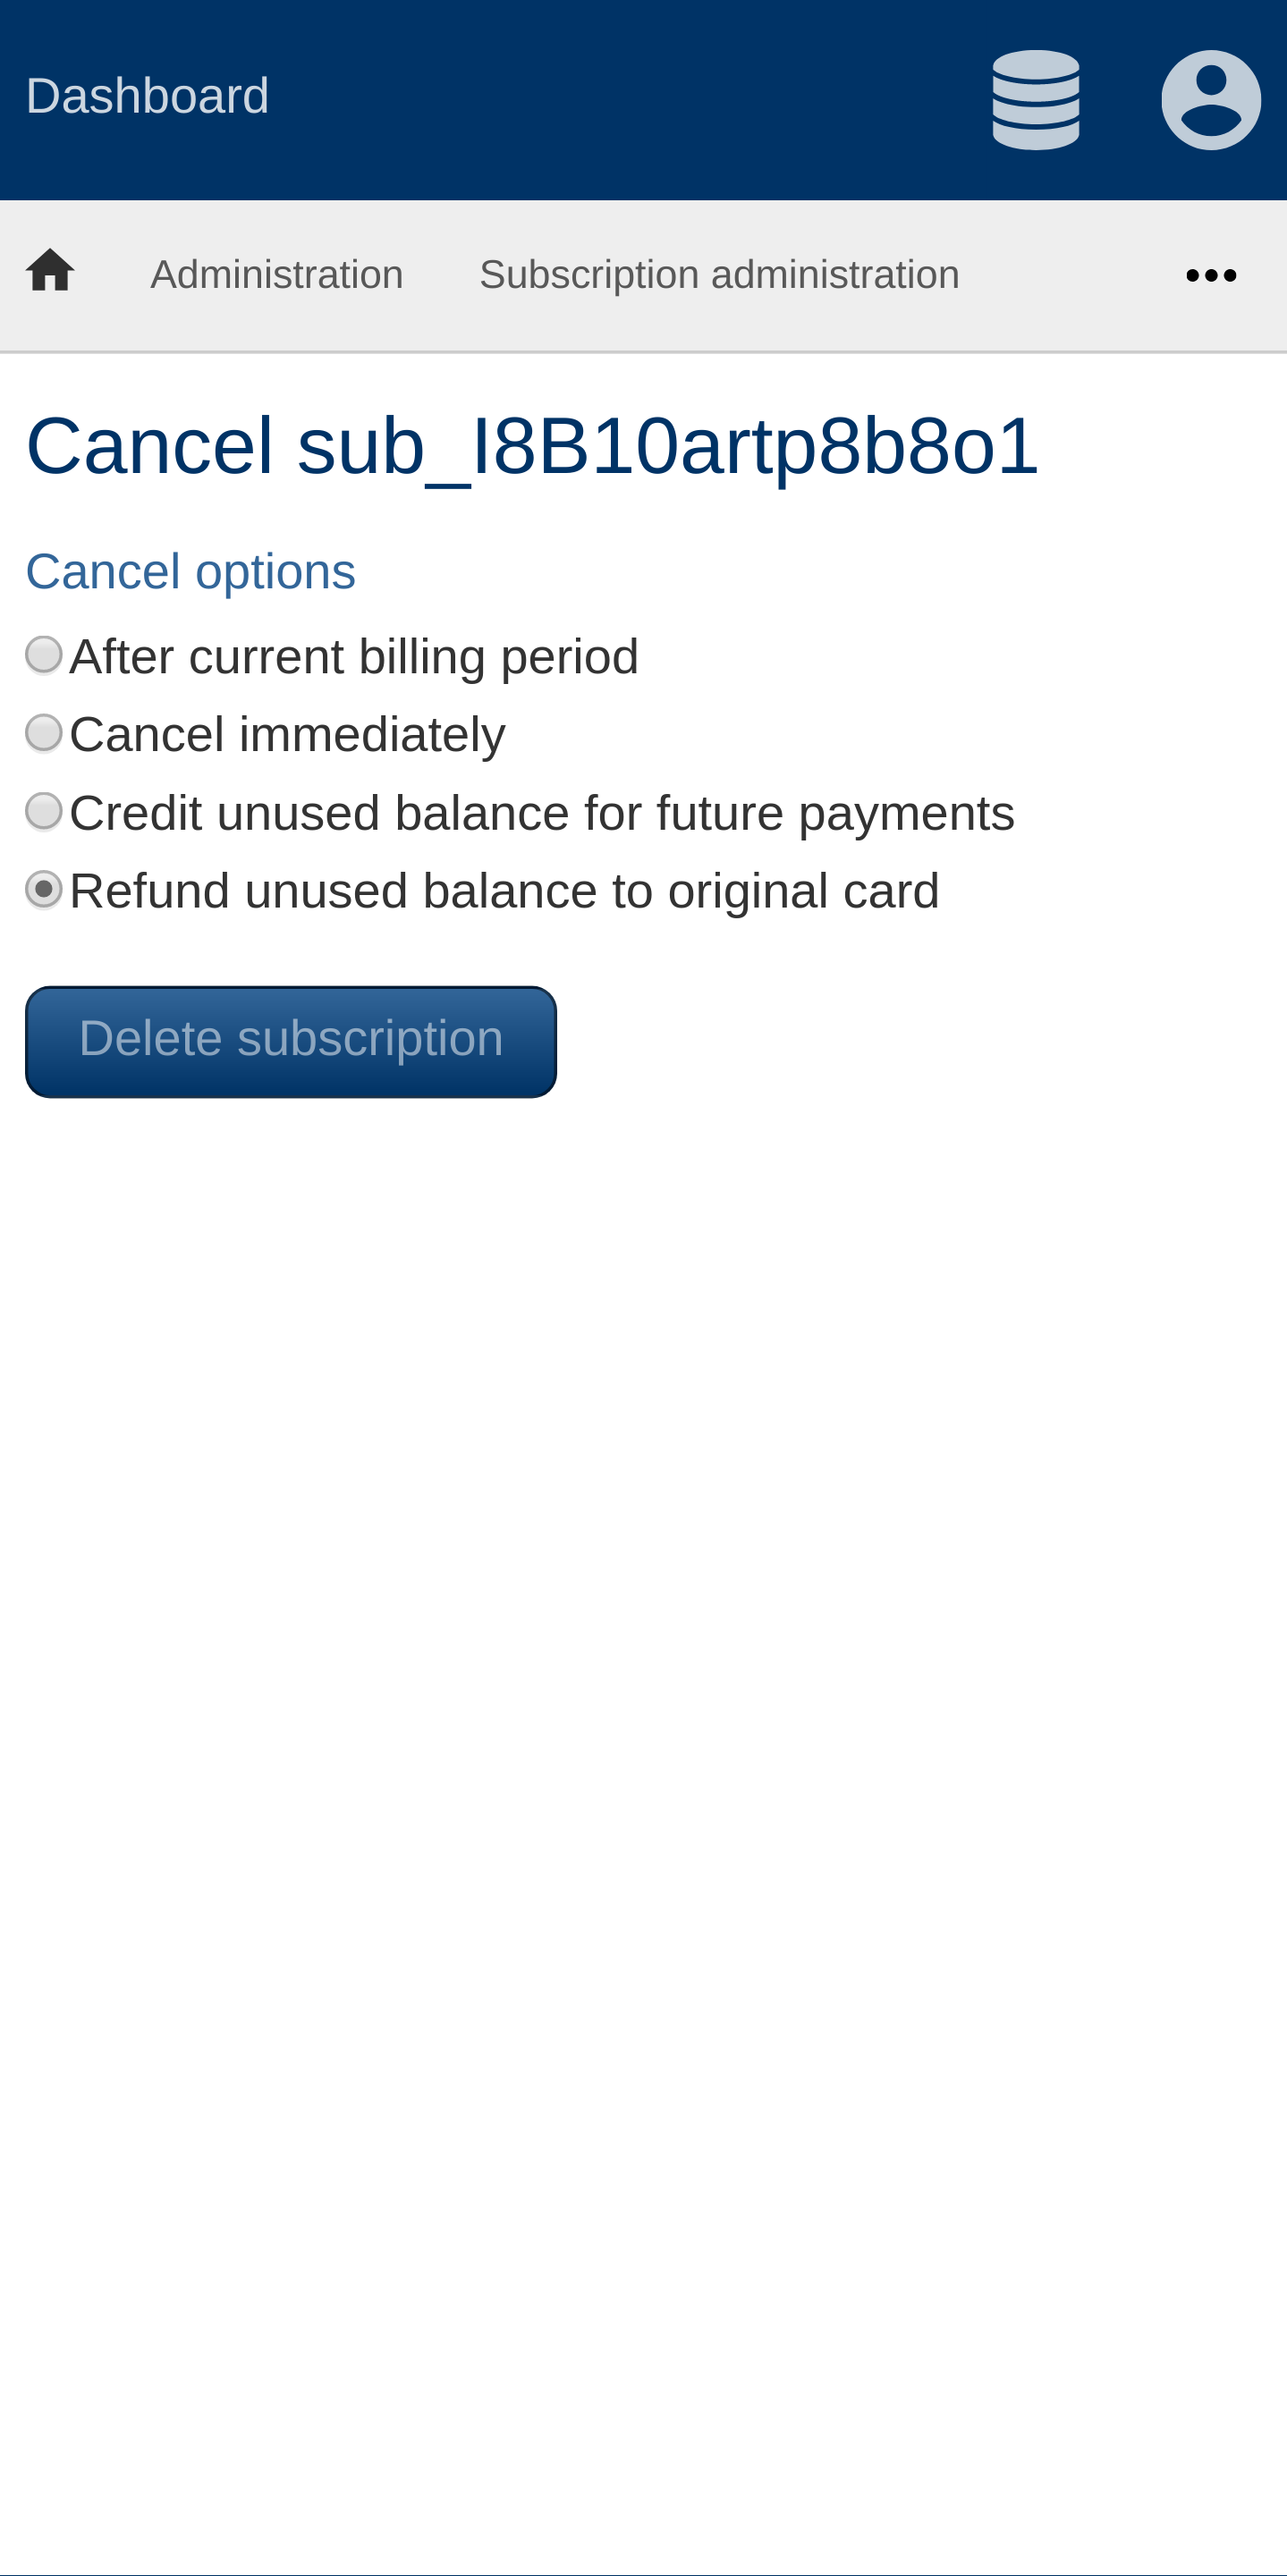 Dashboard
Administration Subscription administration
Cancel sub_I8B10artp8b8o1
Cancel options
After current billing period
Cancel immediately
Credit unused balance for future payments
Refund unused balance to original card
Delete subscription